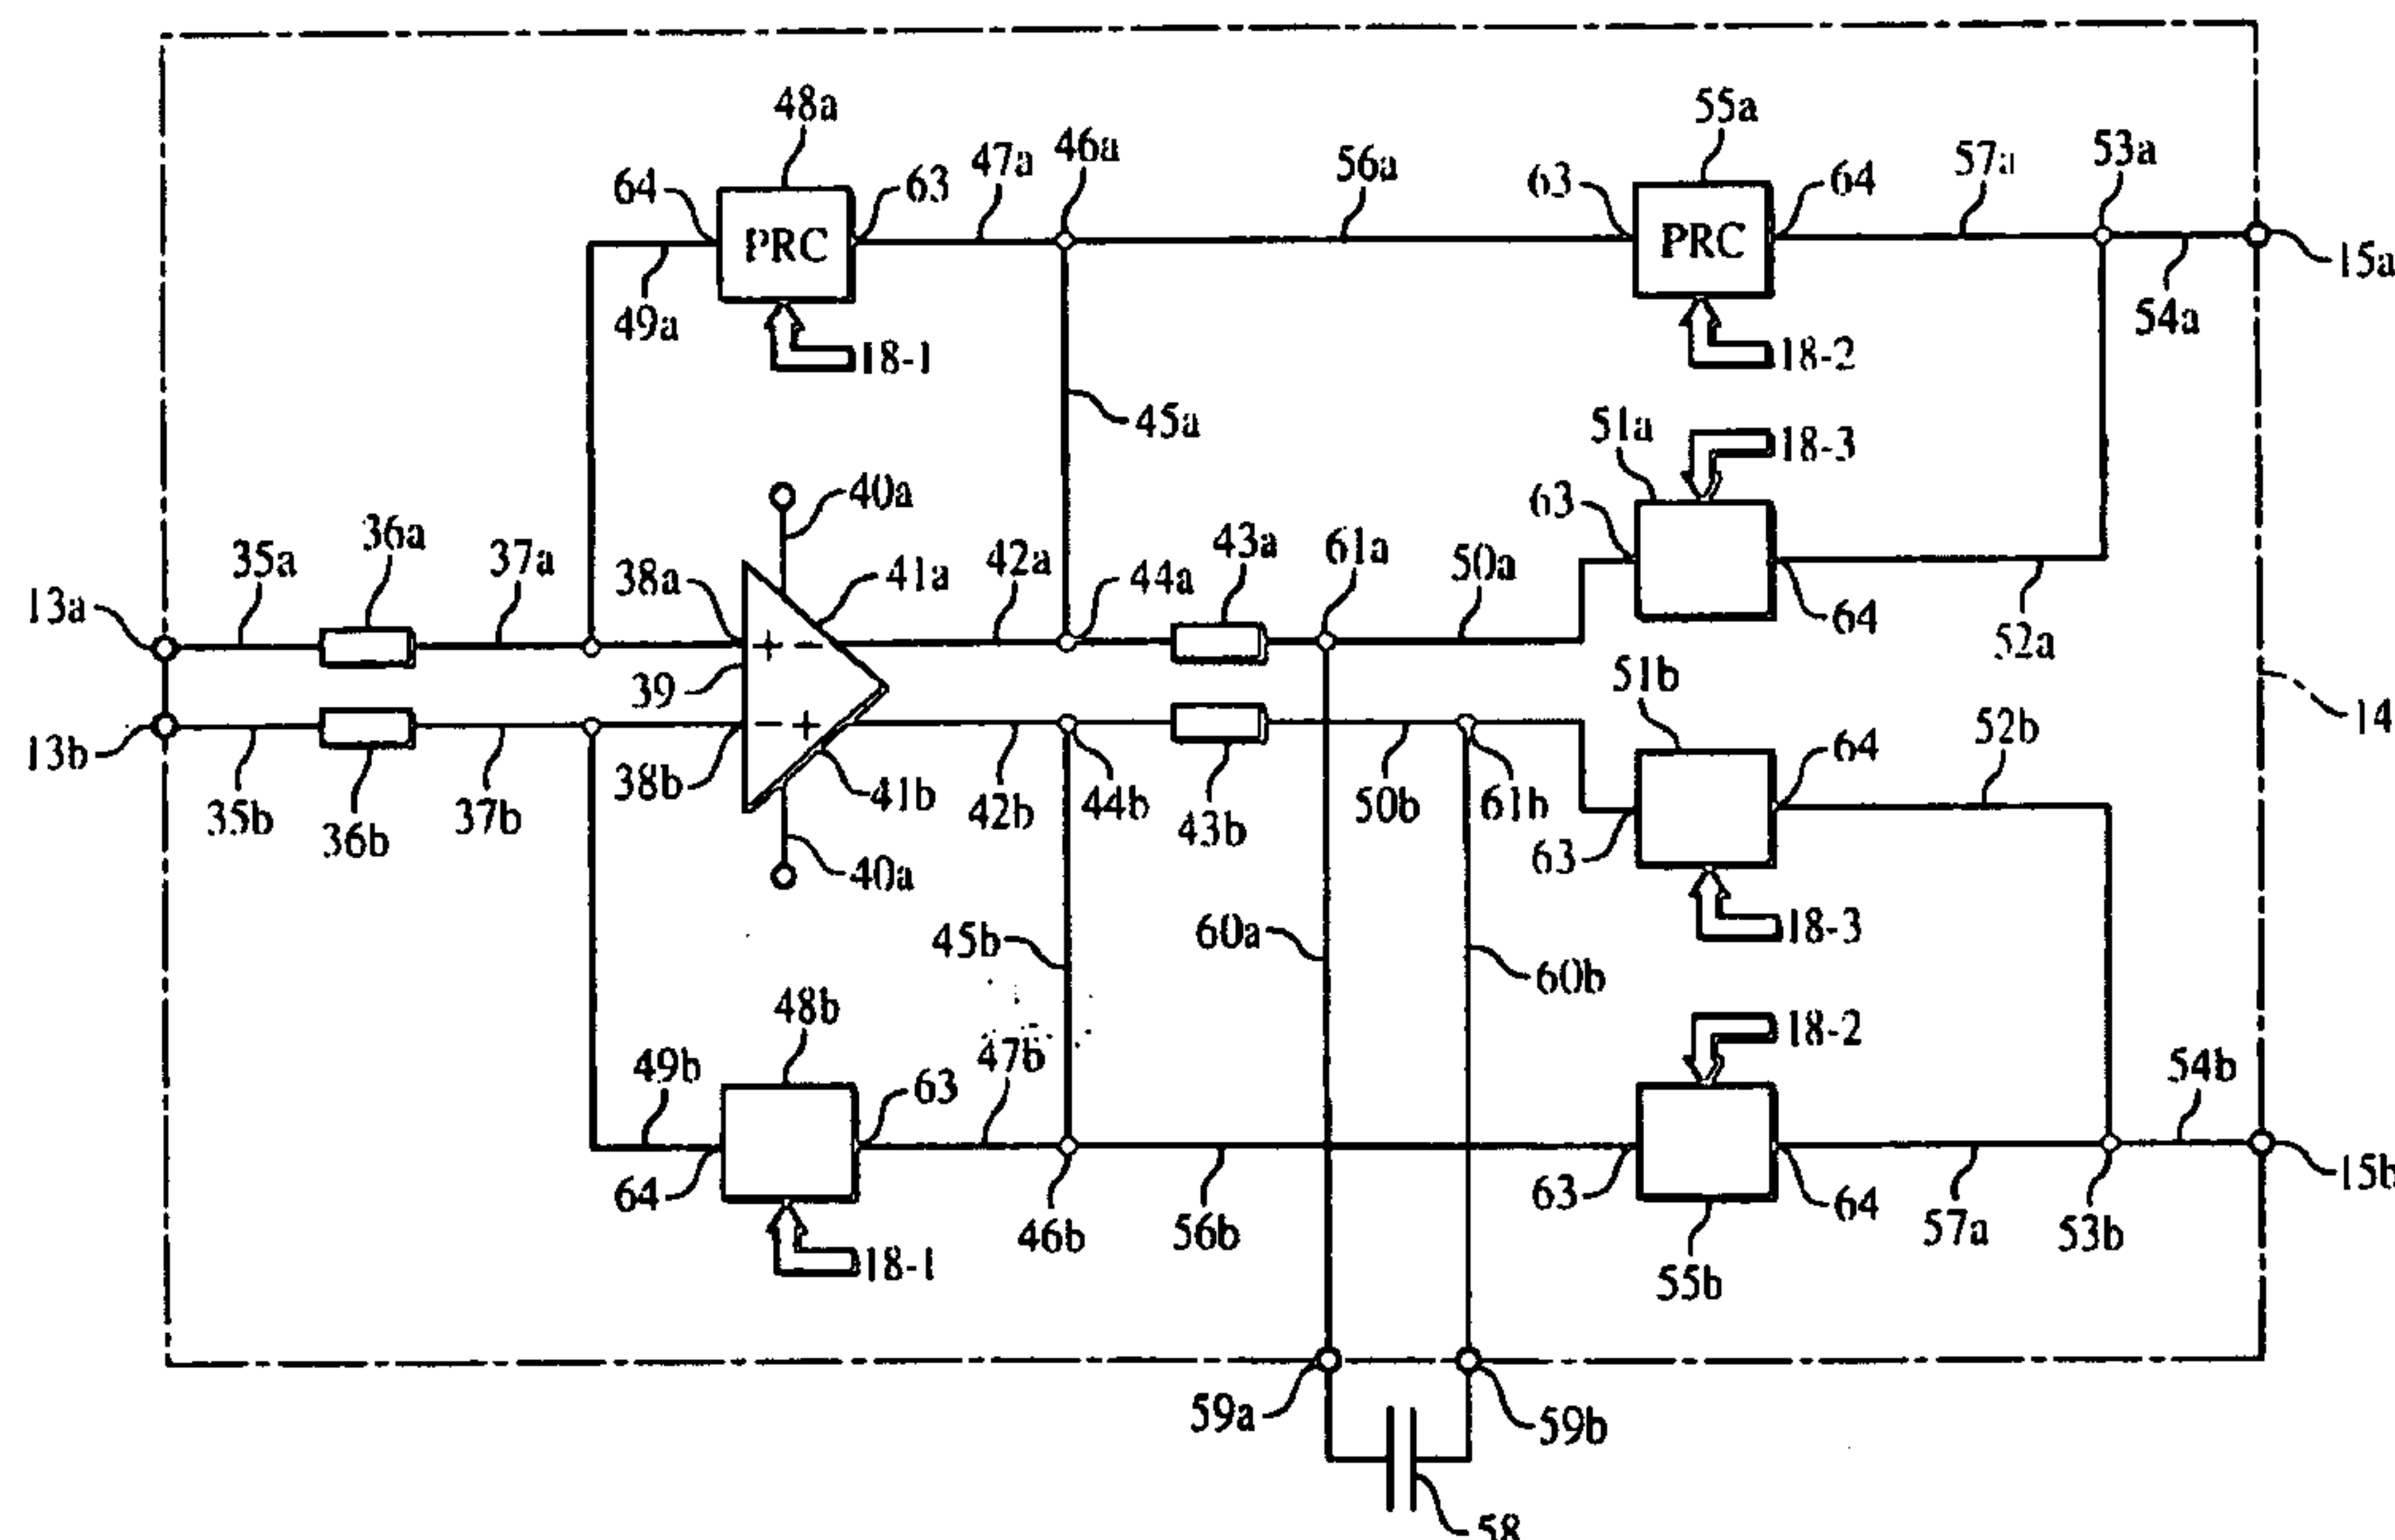 48a
55a
64
63
47a
46a
56a
63
64
57a
53a
PRC
PRC
15a
49a
18-1
18-2
54a
45a
51a
18-3
40a
63
35a
36a
37a
38a
41a
42a
44a
43a
61a
50a
64
52a
13a
+ -
39
51b
- +
14
13b
35b
36b
37b
38b
41b
42b
44b
43b
50b
61b
63
64
52b
40a
45b
60a
60b
18-3
48b
18-2
49b
63
47b
54b
64
46b
56b
63
64
57a
53b
15b
18-1
55b
59a
59b
58